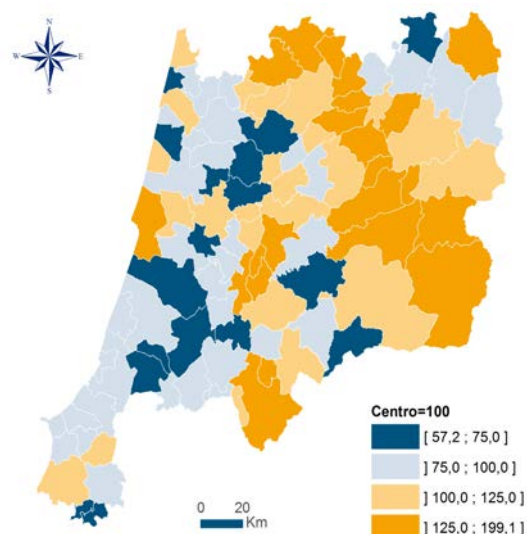 N
W
E
S
Centro=100
[ 57,2 ; 75,0 ]
] 75,0 ; 100,0 ]
] 100,0 ; 125,0 ]
] 125,0 ; 199,1 ]
0 20
Km